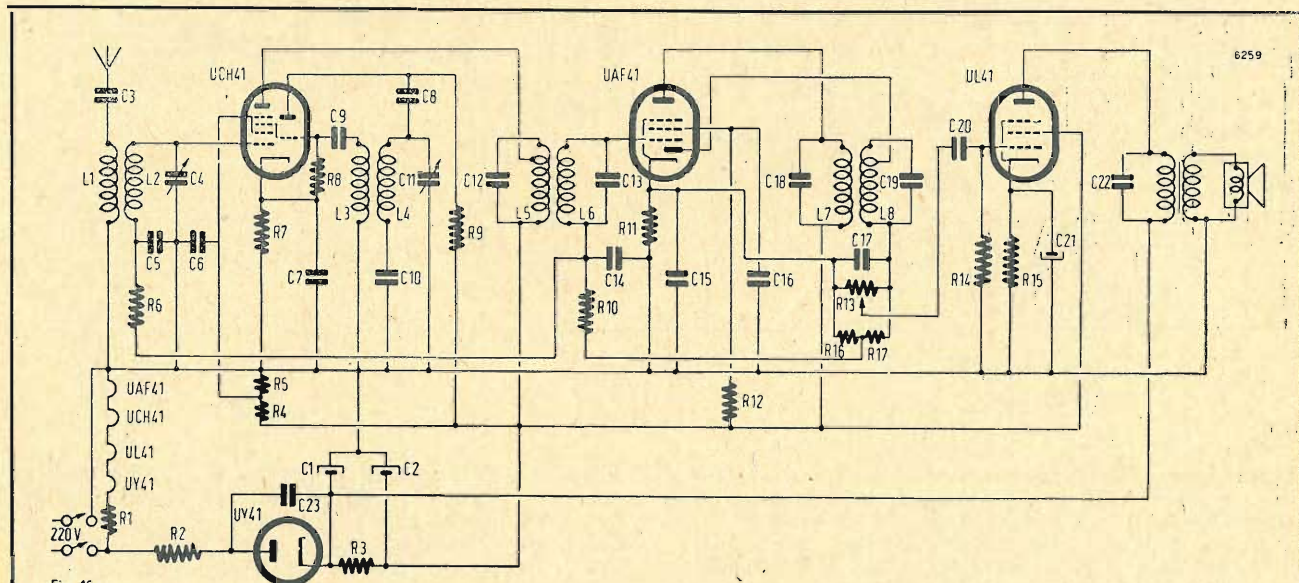 6259
UCH41
UAF41
UL41
C3
C8
C9
C20
L1
L2
C4
R8
C11
C12
C13
C18
C19
C22
L3
L4
L5
L6
L7
L8
R7
R9
R11
C5
C6
C7
C10
C14
C15
C16
C17
R14
R15
C21
R6
R10
R13
R16
R17
UAF41
R5
UCH41
R4
R12
UL41
UY41
C1
C2
C23
R1
220V
R2
UY41
R3